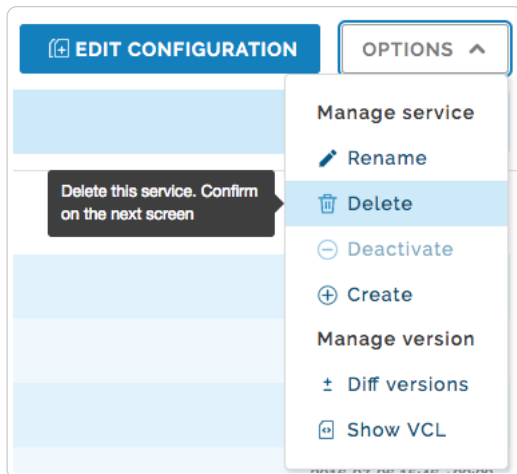 EDIT CONFIGURATION
OPTIONS
Manage service
Rename
Delete this service. Confirm
on the next screen
Delete
Deactivate
Create
Manage version
Diff versions
Show VCL